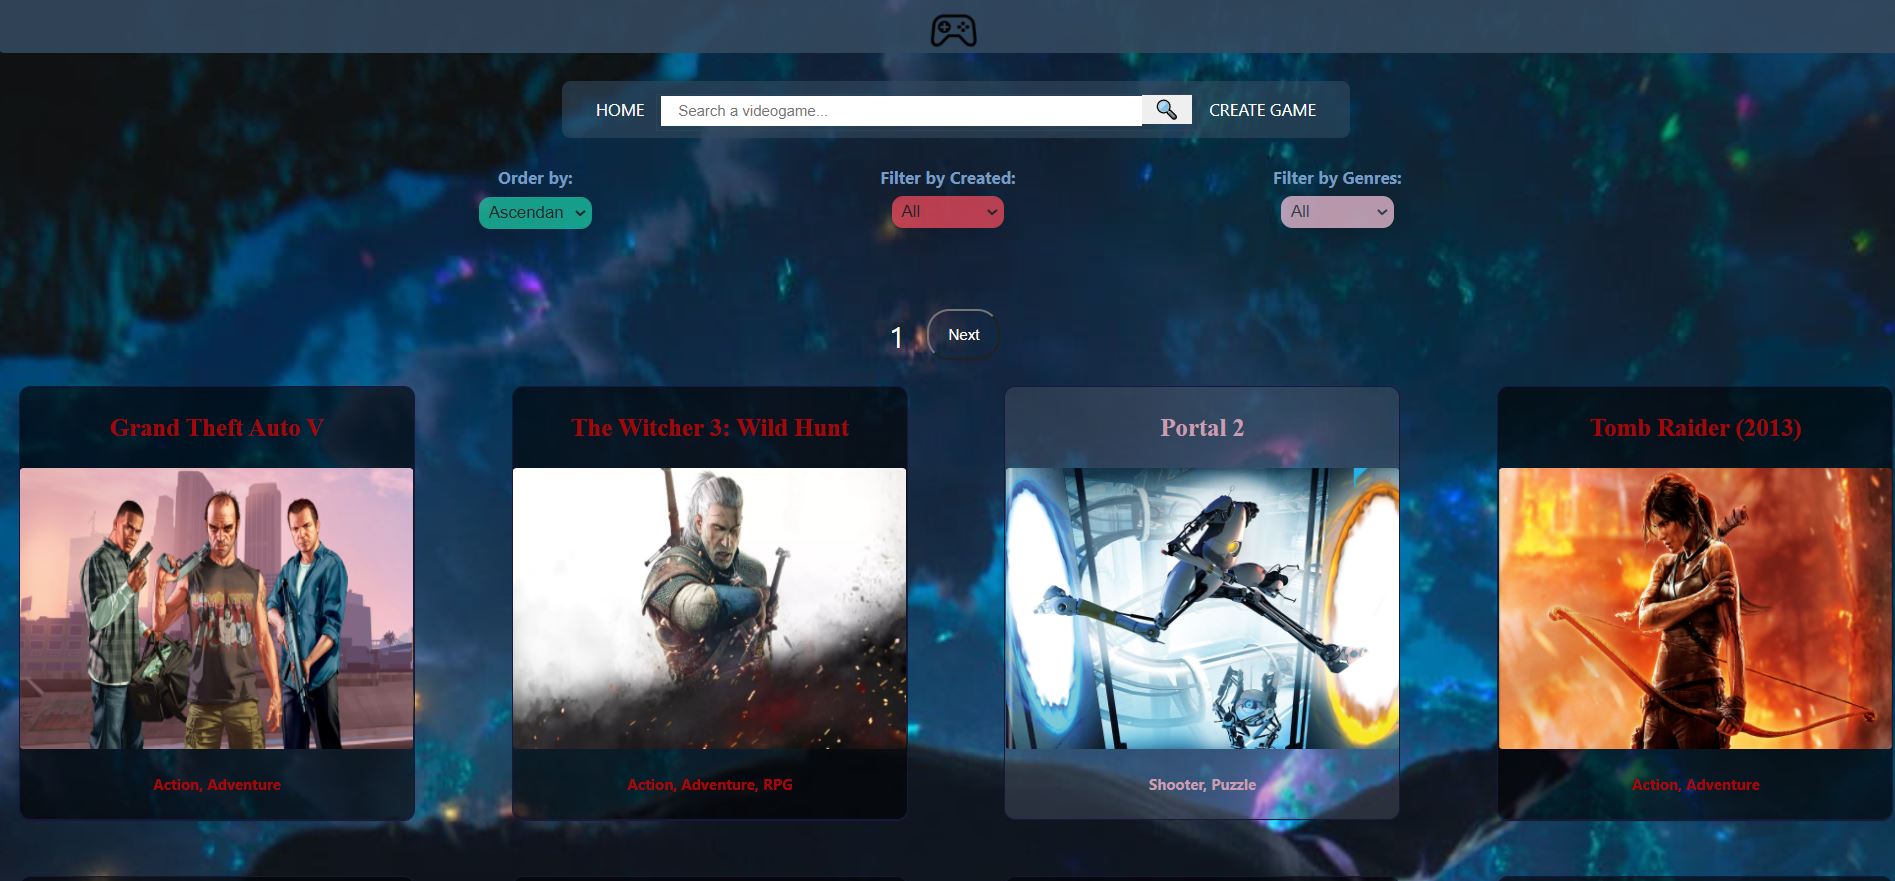 HOME Search a videogame... CREATE GAME
Order by: Filter by Created: Filter by Genres:
Ascendan All All
1 Next
Grand Theft Auto V The Witcher 3: Wild Hunt Portal 2 Tomb Raider (2013)
Action, Adventure Action, Adventure, RPG Shooter, Puzzle Action, Adventure